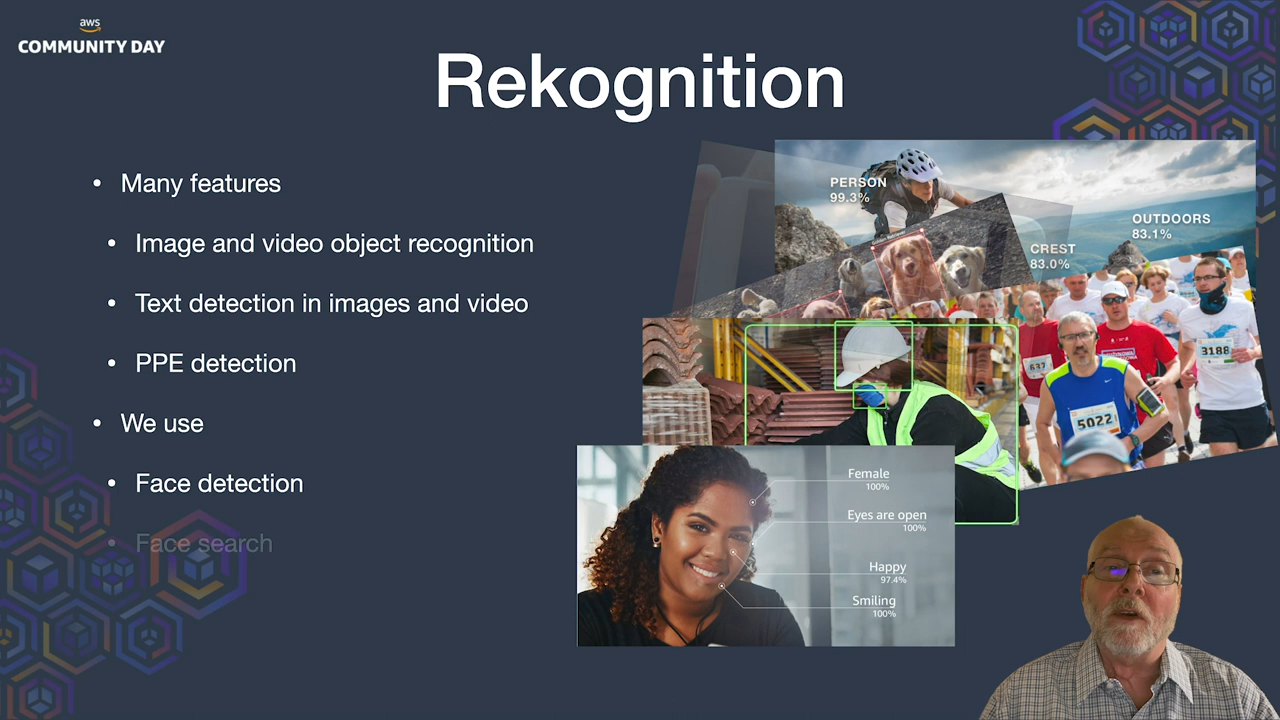 aws
COMMUNITY DAY
Rekognition
• Many features
• Image and video object recognition
• Text detection in images and video
• PPE detection
• We use
• Face detection
• Face search
PERSON
99.3%
OUTDOORS
83.1%
CREST
83.0%
637
3188
5022
Female
100%
Eyes are open
100%
Happy
97.4%
Smiling
100%